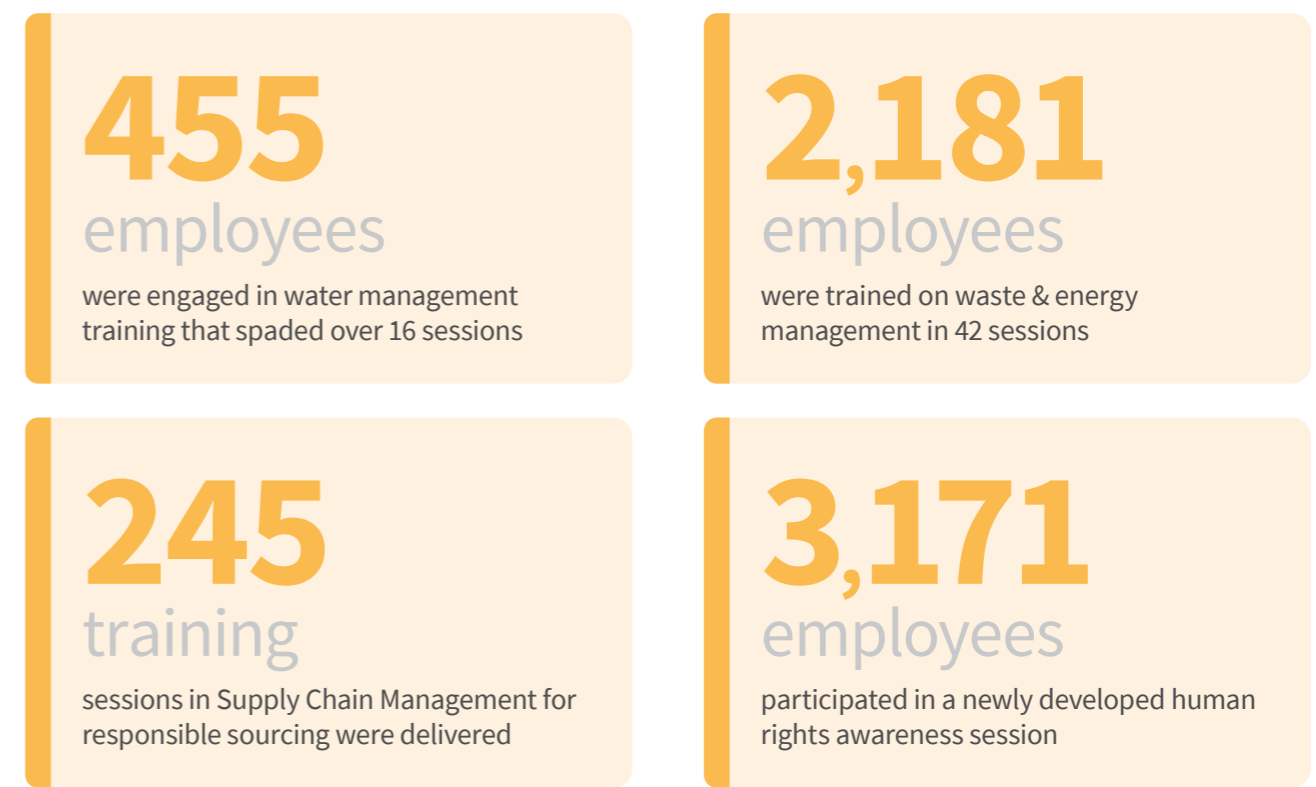 455
employees
were engaged in water management
training that spaded over 16 sessions
2,181
employees
were trained on waste & energy
management in 42 sessions
245
training
sessions in Supply Chain Management for
responsible sourcing were delivered
3,171
employees
participated in a newly developed human
rights awareness session